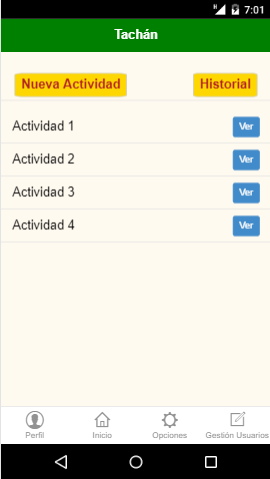 H 7:01
Tachán
Nueva Actividad Historial
Actividad 1 Ver
Actividad 2 Ver
Actividad 3 Ver
Actividad 4 Ver
Perfil Inicio Opciones Gestión Usuarios